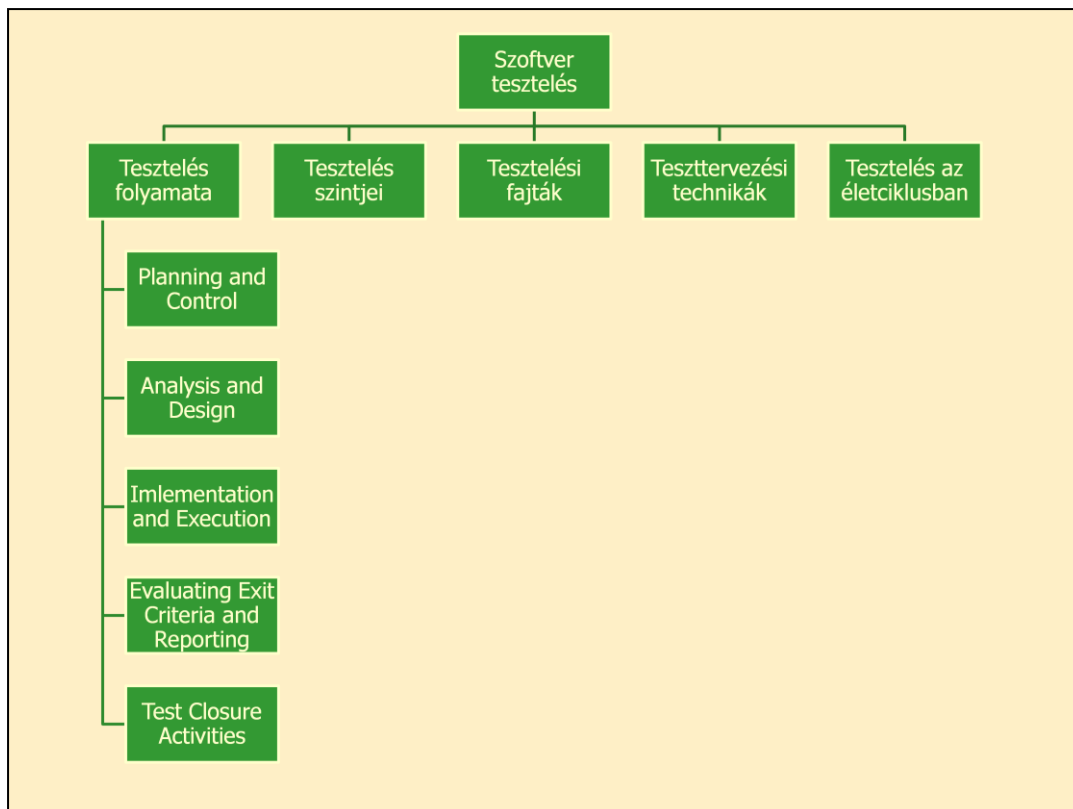 Szoftver
tesztelés
Tesztelés
folyamata
Tesztelés
szintjei
Tesztelési
fajták
Teszttervezési
technikák
Tesztelés az
életciklusban
Planning and
Control
Analysis and
Design
Imlementation
and Execution
Evaluating Exit
Criteria and
Reporting
Test Closure
Activities